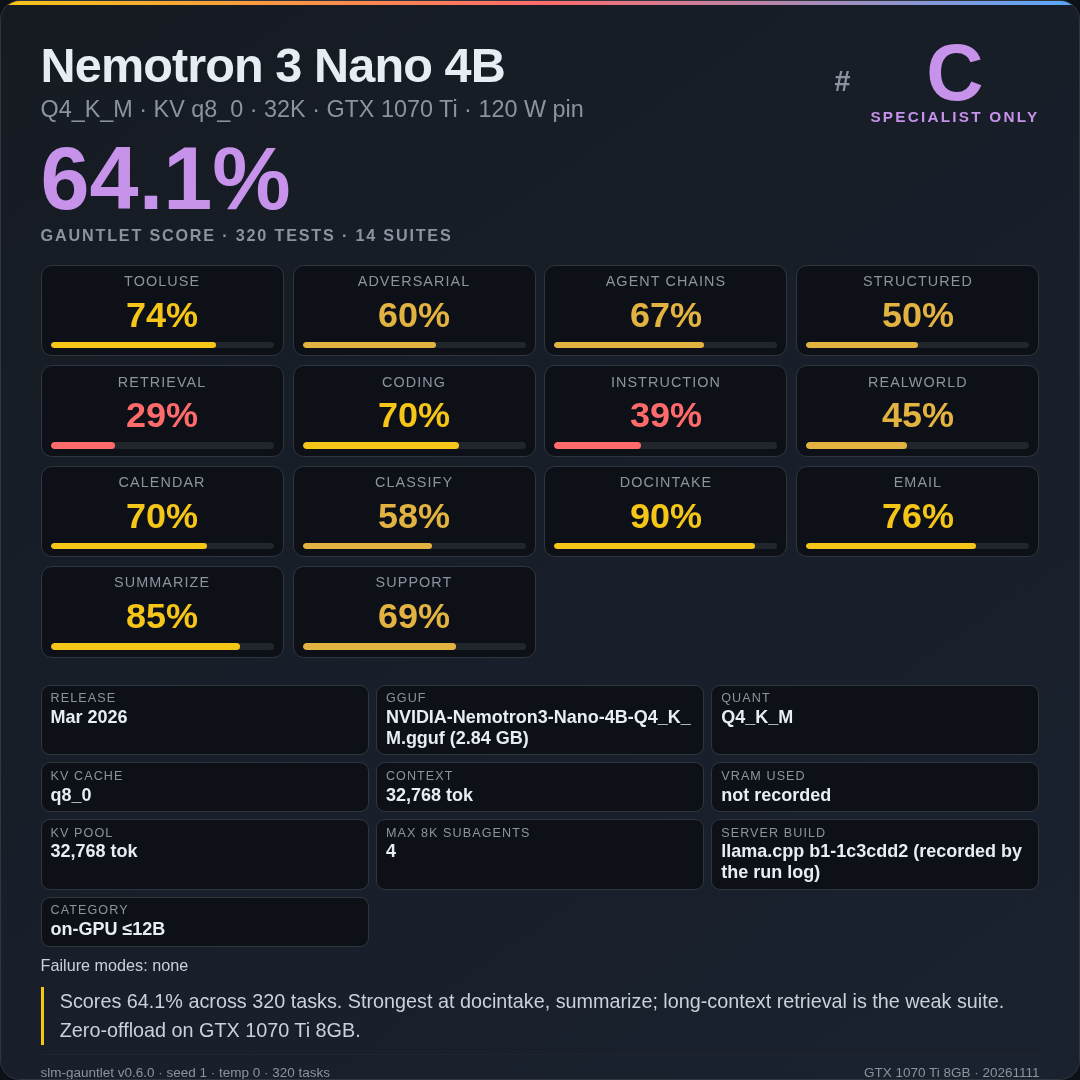 Nemotron 3 Nano 4B
Q4_K_M · KV q8_0 · 32K · GTX 1070 Ti · 120 W pin
#
C
SPECIALIST ONLY
64.1%
GAUNTLET SCORE · 320 TESTS · 14 SUITES
TOOLUSE
74%
ADVERSARIAL
60%
AGENT CHAINS
67%
STRUCTURED
50%
RETRIEVAL
29%
CODING
70%
INSTRUCTION
39%
REALWORLD
45%
CALENDAR
70%
CLASSIFY
58%
DOCINTAKE
90%
EMAIL
76%
SUMMARIZE
85%
SUPPORT
69%
RELEASE
Mar 2026
GGUF
NVIDIA-Nemotron3-Nano-4B-Q4_K_
M.gguf (2.84 GB)
QUANT
Q4_K_M
KV CACHE
q8_0
CONTEXT
32,768 tok
VRAM USED
not recorded
KV POOL
32,768 tok
MAX 8K SUBAGENTS
4
SERVER BUILD
llama.cpp b1-1c3cdd2 (recorded by
the run log)
CATEGORY
on-GPU ≤12B
Failure modes: none
Scores 64.1% across 320 tasks. Strongest at docintake, summarize; long-context retrieval is the weak suite.
Zero-offload on GTX 1070 Ti 8GB.
slm-gauntlet v0.6.0 · seed 1 · temp 0 · 320 tasks
GTX 1070 Ti 8GB · 20261111